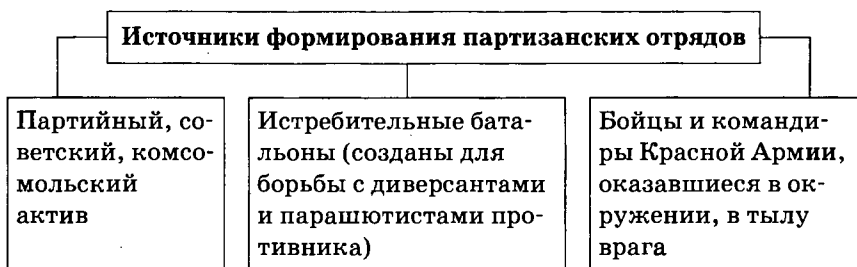 Источники формирования партизанских отрядов
Партийный, со-
ветский, комсо-
мольский
актив
Истребительные бата-
льоны (созданы для
борьбы с диверсантами
и парашютистами про-
тивника)
Бойцы и команди-
ры Красной Армии,
оказавшиеся в ок-
ружении, в тылу
врага